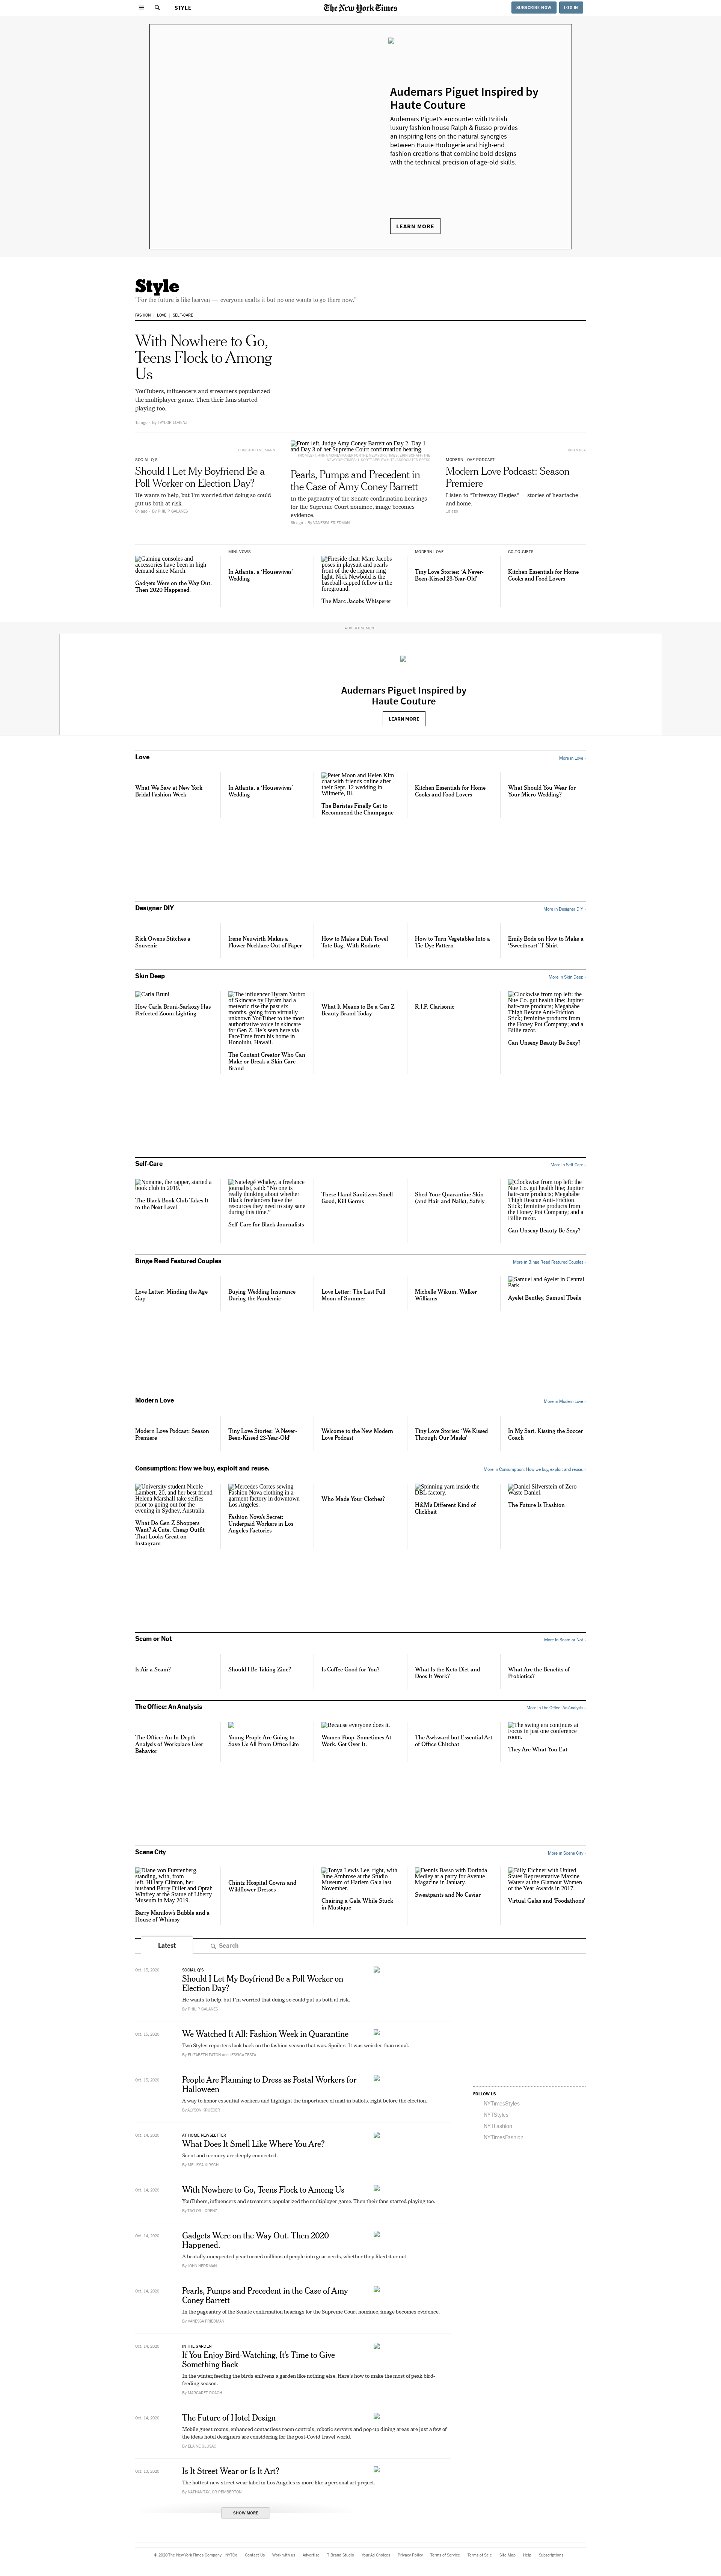 STYLE
The New York Times
SUBSCRIBE NOW
LOG IN
Audemars Piguet Inspired by
Haute Couture
Audemars Piguet's encounter with British
luxury fashion house Ralph & Russo provides
an inspiring lens on the natural synergies
between Haute Horlogerie and high-end
fashion creations that combine bold designs
with the technical precision of age-old skills.
LEARN MORE
Style
"For the future is like heaven — everyone exalts it but no one wants to go there now."
FASHION
LOVE
SELF-CARE
With Nowhere to Go,
Teens Flock to Among
Us
YouTubers, influencers and streamers popularized
the multiplayer game. Then their fans started
playing too.
1d ago - By TAYLOR LORENZ
SOCIAL Q'S
Should I Let My Boyfriend Be a
Poll Worker on Election Day?
He wants to help, but I'm worried that doing so could
put us both at risk.
By PHILIP GALANES
From left, Judge Amy Coney Barrett on Day 2, Day 1
and Day 3 of her Supreme Court confirmation hearing.
Pearls, Pumps and Precedent in
the Case of Amy Coney Barrett
In the pageantry of the Senate confirmation hearings
for the Supreme Court nominee, image becomes
evidence.
By VANESSA FRIEDMAN
BRIAN REA
MODERN LOVE PODCAST
Modern Love Podcast: Season
Premiere
Listen to "Driveway Elegies" — stories of heartache
and home.
1d ago
Gaming consoles and
accessories have been in high
demand since March.
Gadgets Were on the Way Out.
Then 2020 Happened.
MINI-VOWS
In Atlanta, a 'Housewives'
Wedding
Fireside chat: Marc Jacobs
poses in playsuit and pearls
front of the de rigueur ring
light. Nick Newbold is the
baseball-capped fellow in the
foreground.
The Marc Jacobs Whisperer
MODERN LOVE
Tiny Love Stories: 'A Never-
Been-Kissed 23-Year-Old'
GO-TO GIFTS
Kitchen Essentials for Home
Cooks and Food Lovers
ADVERTISEMENT
Audemars Piguet Inspired by
Haute Couture
LEARN MORE
Love
More in Love ›
What We Saw at New York
Bridal Fashion Week
In Atlanta, a 'Housewives'
Wedding
Peter Moon and Helen Kim
chat with friends online after
their Sept. 12 wedding in
Wilmette, Ill.
The Baristas Finally Get to
Recommend the Champagne
Kitchen Essentials for Home
Cooks and Food Lovers
What Should You Wear for
Your Micro Wedding?
Designer DIY
More in Designer DIY ›
Rick Owens Stitches a
Souvenir
Irene Neuwirth Makes a
Flower Necklace Out of Paper
How to Make a Dish Towel
Tote Bag, With Rodarte
How to Turn Vegetables Into a
Tie-Dye Pattern
Emily Bode on How to Make a
'Sweetheart' T-Shirt
Skin Deep
More in Skin Deep ›
Carla Bruni
How Carla Bruni-Sarkozy Has
Perfected Zoom Lighting
The influencer Hyram Yarbro
of Skincare by Hyram had a
meteoric rise the past six
months, going from virtually
unknown YouTuber to the most
authoritative voice in skincare
for Gen Z. He's seen here via
FaceTime from his home in
Honolulu, Hawaii.
The Content Creator Who Can
Make or Break a Skin Care
Brand
What It Means to Be a Gen Z
Beauty Brand Today
R.I.P. Clarisonic
Clockwise from top left: the
Nue Co. gut health line; Jupiter
hair-care products; Megababe
Thigh Rescue Anti-Friction
Stick; feminine products from
the Honey Pot Company; and a
Billie razor.
Can Unsexy Beauty Be Sexy?
Self-Care
More in Self-Care ›
Noname, the rapper, started a
book club in 2019.
The Black Book Club Takes It
to the Next Level
Natelegé Whaley, a freelance
journalist, said: "No one is
really thinking about whether
Black freelancers have the
resources they need to stay sane
during this time."
Self-Care for Black Journalists
These Hand Sanitizers Smell
Good, Kill Germs
Shed Your Quarantine Skin
(and Hair and Nails), Safely
Clockwise from top left: the
Nue Co. gut health line; Jupiter
hair-care products; Megababe
Thigh Rescue Anti-Friction
Stick; feminine products from
the Honey Pot Company; and a
Billie razor.
Can Unsexy Beauty Be Sexy?
Binge Read Featured Couples
More in Binge Read Featured Couples ›
Love Letter: Minding the Age
Gap
Buying Wedding Insurance
During the Pandemic
Love Letter: The Last Full
Moon of Summer
Michelle Wikum, Walker
Williams
Samuel and Ayelet in Central
Park
Ayelet Bentley, Samuel Theile
Modern Love
More in Modern Love ›
Modern Love Podcast: Season
Premiere
Tiny Love Stories: 'A Never-
Been-Kissed 23-Year-Old'
Welcome to the New Modern
Love Podcast
Tiny Love Stories: 'We Kissed
Through Our Masks'
In My Sari, Kissing the Soccer
Coach
Consumption: How we buy, exploit and reuse.
More in Consumption: How we buy, exploit and reuse. ›
University student Nicole
Lambert, 20, and her best friend
Helena Marshall take selfies
prior to going out for the
evening in Sydney, Australia.
What Do Gen Z Shoppers
Want? A Cute, Cheap Outfit
That Looks Great on
Instagram
Mercedes Cortes sewing
Fashion Nova clothing in a
garment factory in downtown
Los Angeles.
Fashion Nova's Secret:
Underpaid Workers in Los
Angeles Factories
Who Made Your Clothes?
Spinning yarn inside the
DBL factory.
H&M's Different Kind of
Clickbait
Daniel Silverstein of Zero
Waste Daniel.
The Future Is Trashion
Scam or Not
More in Scam or Not ›
Is Air a Scam?
Should I Be Taking Zinc?
Is Coffee Good for You?
What Is the Keto Diet and
Does It Work?
What Are the Benefits of
Probiotics?
The Office: An Analysis
More in The Office: An Analysis ›
The Office: An In-Depth
Analysis of Workplace User
Behavior
Young People Are Going to
Save Us All From Office Life
Because everyone does it.
Women Poop. Sometimes At
Work. Get Over It.
The Awkward but Essential Art
of Office Chitchat
The swing era continues at
Focus in just one conference
room.
They Are What You Eat
Scene City
More in Scene City ›
Diane von Furstenberg,
standing, with, from
left, Hillary Clinton, her
husband Barry Diller and Oprah
Winfrey at the Statue of Liberty
Museum in May 2019.
Barry Manilow's Bubble and a
House of Whimsy
Chintz Hospital Gowns and
Wildflower Dresses
Tonya Lewis Lee, right, with
June Ambrose at the Studio
Museum of Harlem Gala last
November.
Chairing a Gala While Stuck
in Mustique
Dennis Basso with Dorinda
Medley at a party for Avenue
Magazine in January.
Sweatpants and No Caviar
Billy Eichner with United
States Representative Maxine
Waters at the Glamour Women
of the Year Awards in 2017.
Virtual Galas and 'Foodathons'
Latest
Search
Oct. 15, 2020
SOCIAL Q'S
Should I Let My Boyfriend Be a Poll Worker on
Election Day?
He wants to help, but I'm worried that doing so could put us both at risk.
By PHILIP GALANES
Oct. 15, 2020
We Watched It All: Fashion Week in Quarantine
Two Styles reporters look back on the fashion season that was. Spoiler: It was weirder than usual.
By ELIZABETH PATON and JESSICA TESTA
Oct. 15, 2020
People Are Planning to Dress as Postal Workers for
Halloween
A way to honor essential workers and highlight the importance of mail in ballots, right before the election.
By ALYSON KRUEGER
Oct. 14, 2020
AT HOME NEWSLETTER
What Does It Smell Like Where You Are?
Scent and memory are deeply connected.
By MELISSA KIRSCH
Oct. 14, 2020
With Nowhere to Go, Teens Flock to Among Us
YouTubers, influencers and streamers popularized the multiplayer game. Then their fans started playing too.
By TAYLOR LORENZ
Oct. 14, 2020
Gadgets Were on the Way Out. Then 2020
Happened.
A brutally unexpected year turned millions of people into gear nerds, whether they liked it or not.
By JOHN HERRMAN
Oct. 14, 2020
Pearls, Pumps and Precedent in the Case of Amy
Coney Barrett
In the pageantry of the Senate confirmation hearings for the Supreme Court nominee, image becomes evidence.
By VANESSA FRIEDMAN
Oct. 14, 2020
IN THE GARDEN
If You Enjoy Bird-Watching, It's Time to Give
Something Back
In the winter, feeding the birds enlivens a garden like nothing else. Here's how to make the most of peak bird-
feeding season.
By MARGARET ROACH
Oct. 14, 2020
The Future of Hotel Design
Mobile guest rooms, enhanced contactless room controls, robotic servers and pop-up dining areas are just a few of
the ideas hotel designers are considering for the post-Covid travel world.
By ELAINE GLUSAC
Oct. 13, 2020
Is It Street Wear or Is It Art?
The hottest new street wear label in Los Angeles is more like a personal art project.
By NATHAN TAYLOR PEMBERTON
SHOW MORE
FOLLOW US
NYTimesStyles
NYTStyles
NYTFashion
NYTimesFashion
© 2020 The New York Times Company
NYTCo
Contact Us
Work with us
Advertise
T Brand Studio
Your Ad Choices
Privacy Policy
Terms of Service
Terms of Sale
Site Map
Help
Subscriptions